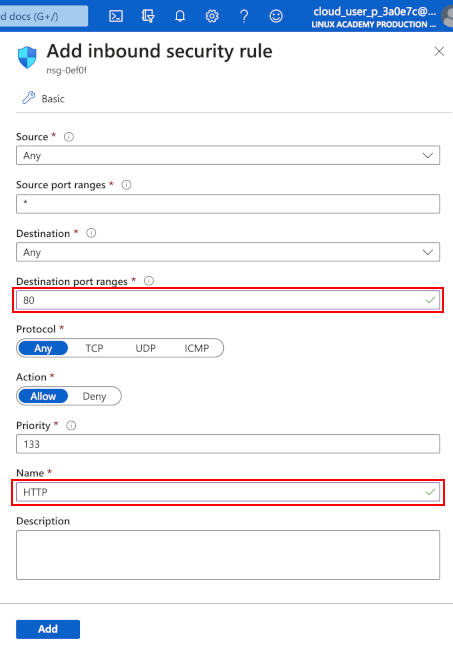 d docs (G+/)
cloud_user_p_3a0e7c@...
LINUX ACADEMY PRODUCTION ...
Add inbound security rule
nsg-0ef0f
Basic
Source *
Any
Source port ranges *
*
Destination *
Any
Destination port ranges *
80
Protocol *
Any TCP UDP ICMP
Action *
Allow Deny
Priority *
133
Name *
HTTP
Description
Add